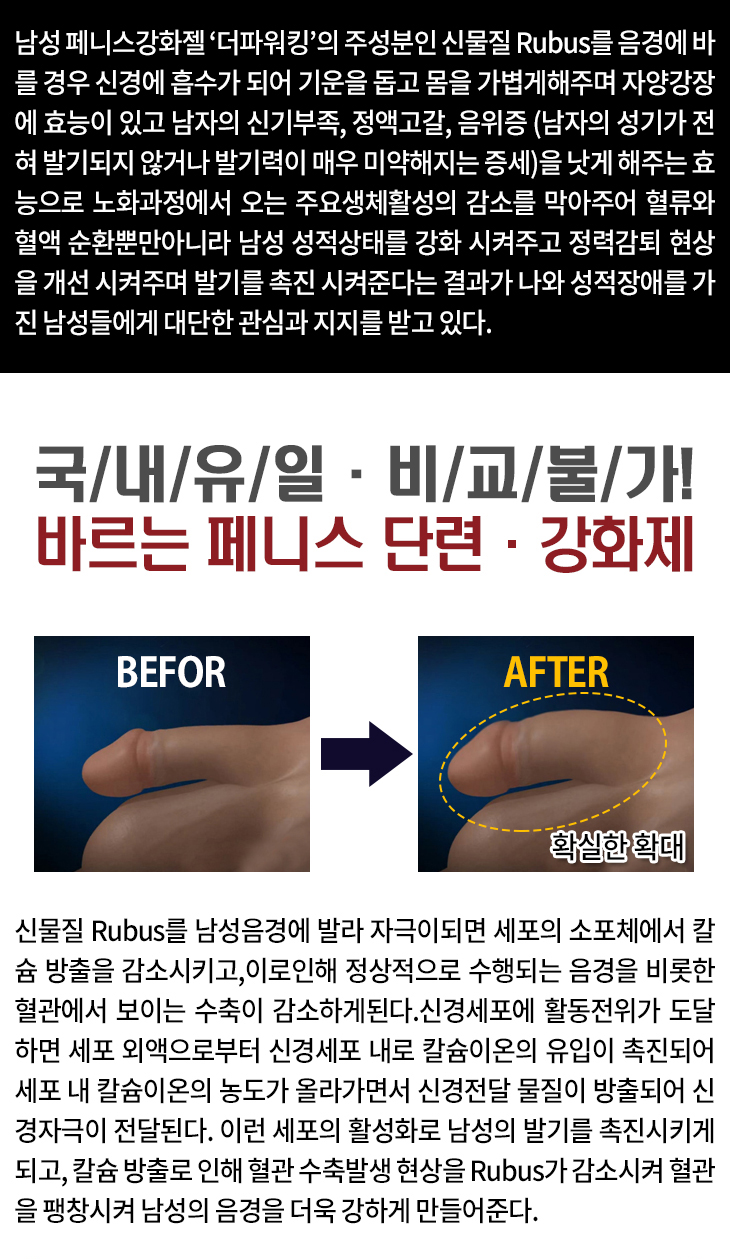 남성 페니스강화젤 ‘더파워킹’의 주성분인 신물질 Rubus를 음경에 바
를 경우 신경에 흡수가 되어 기운을 돕고 몸을 가볍게해주며 자양강장
에 효능이 있고 남자의 신기부족, 정액고갈, 음위증 (남자의 성기가 전
혀 발기되지 않거나 발기력이 매우 미약해지는 증세)을 낫게 해주는 효
능으로 노화과정에서 오는 주요생체활성의 감소를 막아주어 혈류와
혈액 순환뿐만아니라 남성 성적상태를 강화 시켜주고 정력감퇴 현상
을 개선 시켜주며 발기를 촉진 시켜준다는 결과가 나와 성적장애를 가
진 남성들에게 대단한 관심과 지지를 받고 있다.
국/내/유/일 · 비/교/불/가!
바르는 페니스 단련 · 강화제
BEFOR
AFTER
확실한 확대
신물질 Rubus를 남성음경에 발라 자극이되면 세포의 소포체에서 칼
슘 방출을 감소시키고,이로인해 정상적으로 수행되는 음경을 비롯한
혈관에서 보이는 수축이 감소하게된다.신경세포에 활동전위가 도달
하면 세포 외액으로부터 신경세포 내로 칼슘이온의 유입이 촉진되어
세포 내 칼슘이온의 농도가 올라가면서 신경전달 물질이 방출되어 신
경자극이 전달된다. 이런 세포의 활성화로 남성의 발기를 촉진시키게
되고, 칼슘 방출로 인해 혈관 수축발생 현상을 Rubus가 감소시켜 혈관
을 팽창시켜 남성의 음경을 더욱 강하게 만들어준다.